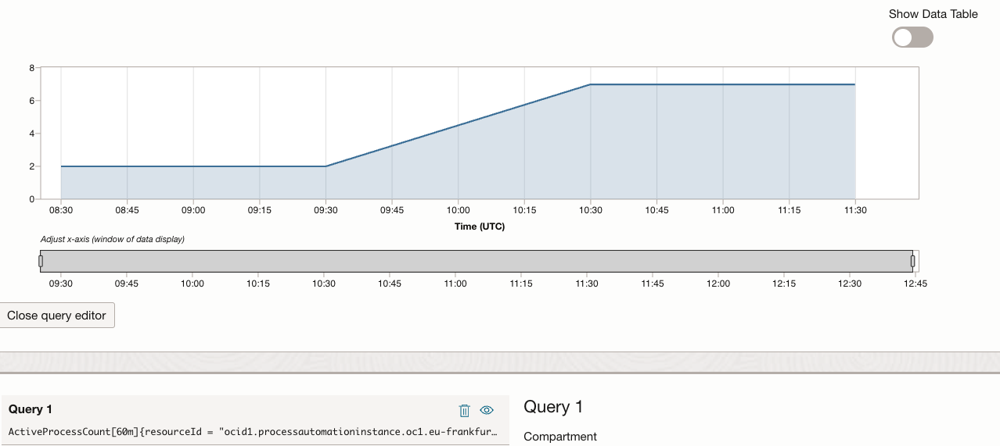 Show Data Table
8
6
4
2
0
08:30 08:45 09:00 09:15 09:30 09:45 10:00 10:15 10:30 10:45 11:00 11:15 11:30
Time (UTC)
Adjust x-axis (window of data display)
09:30 09:45 10:00 10:15 10:30 10:45 11:00 11:15 11:30 11:45 12:00 12:15 12:30 12:45
Close query editor
Query 1
ActiveProcessCount[60m]{resourceId = "ocid1.processautomationinstance.oc1.eu-frankfur…
Query 1
Compartment